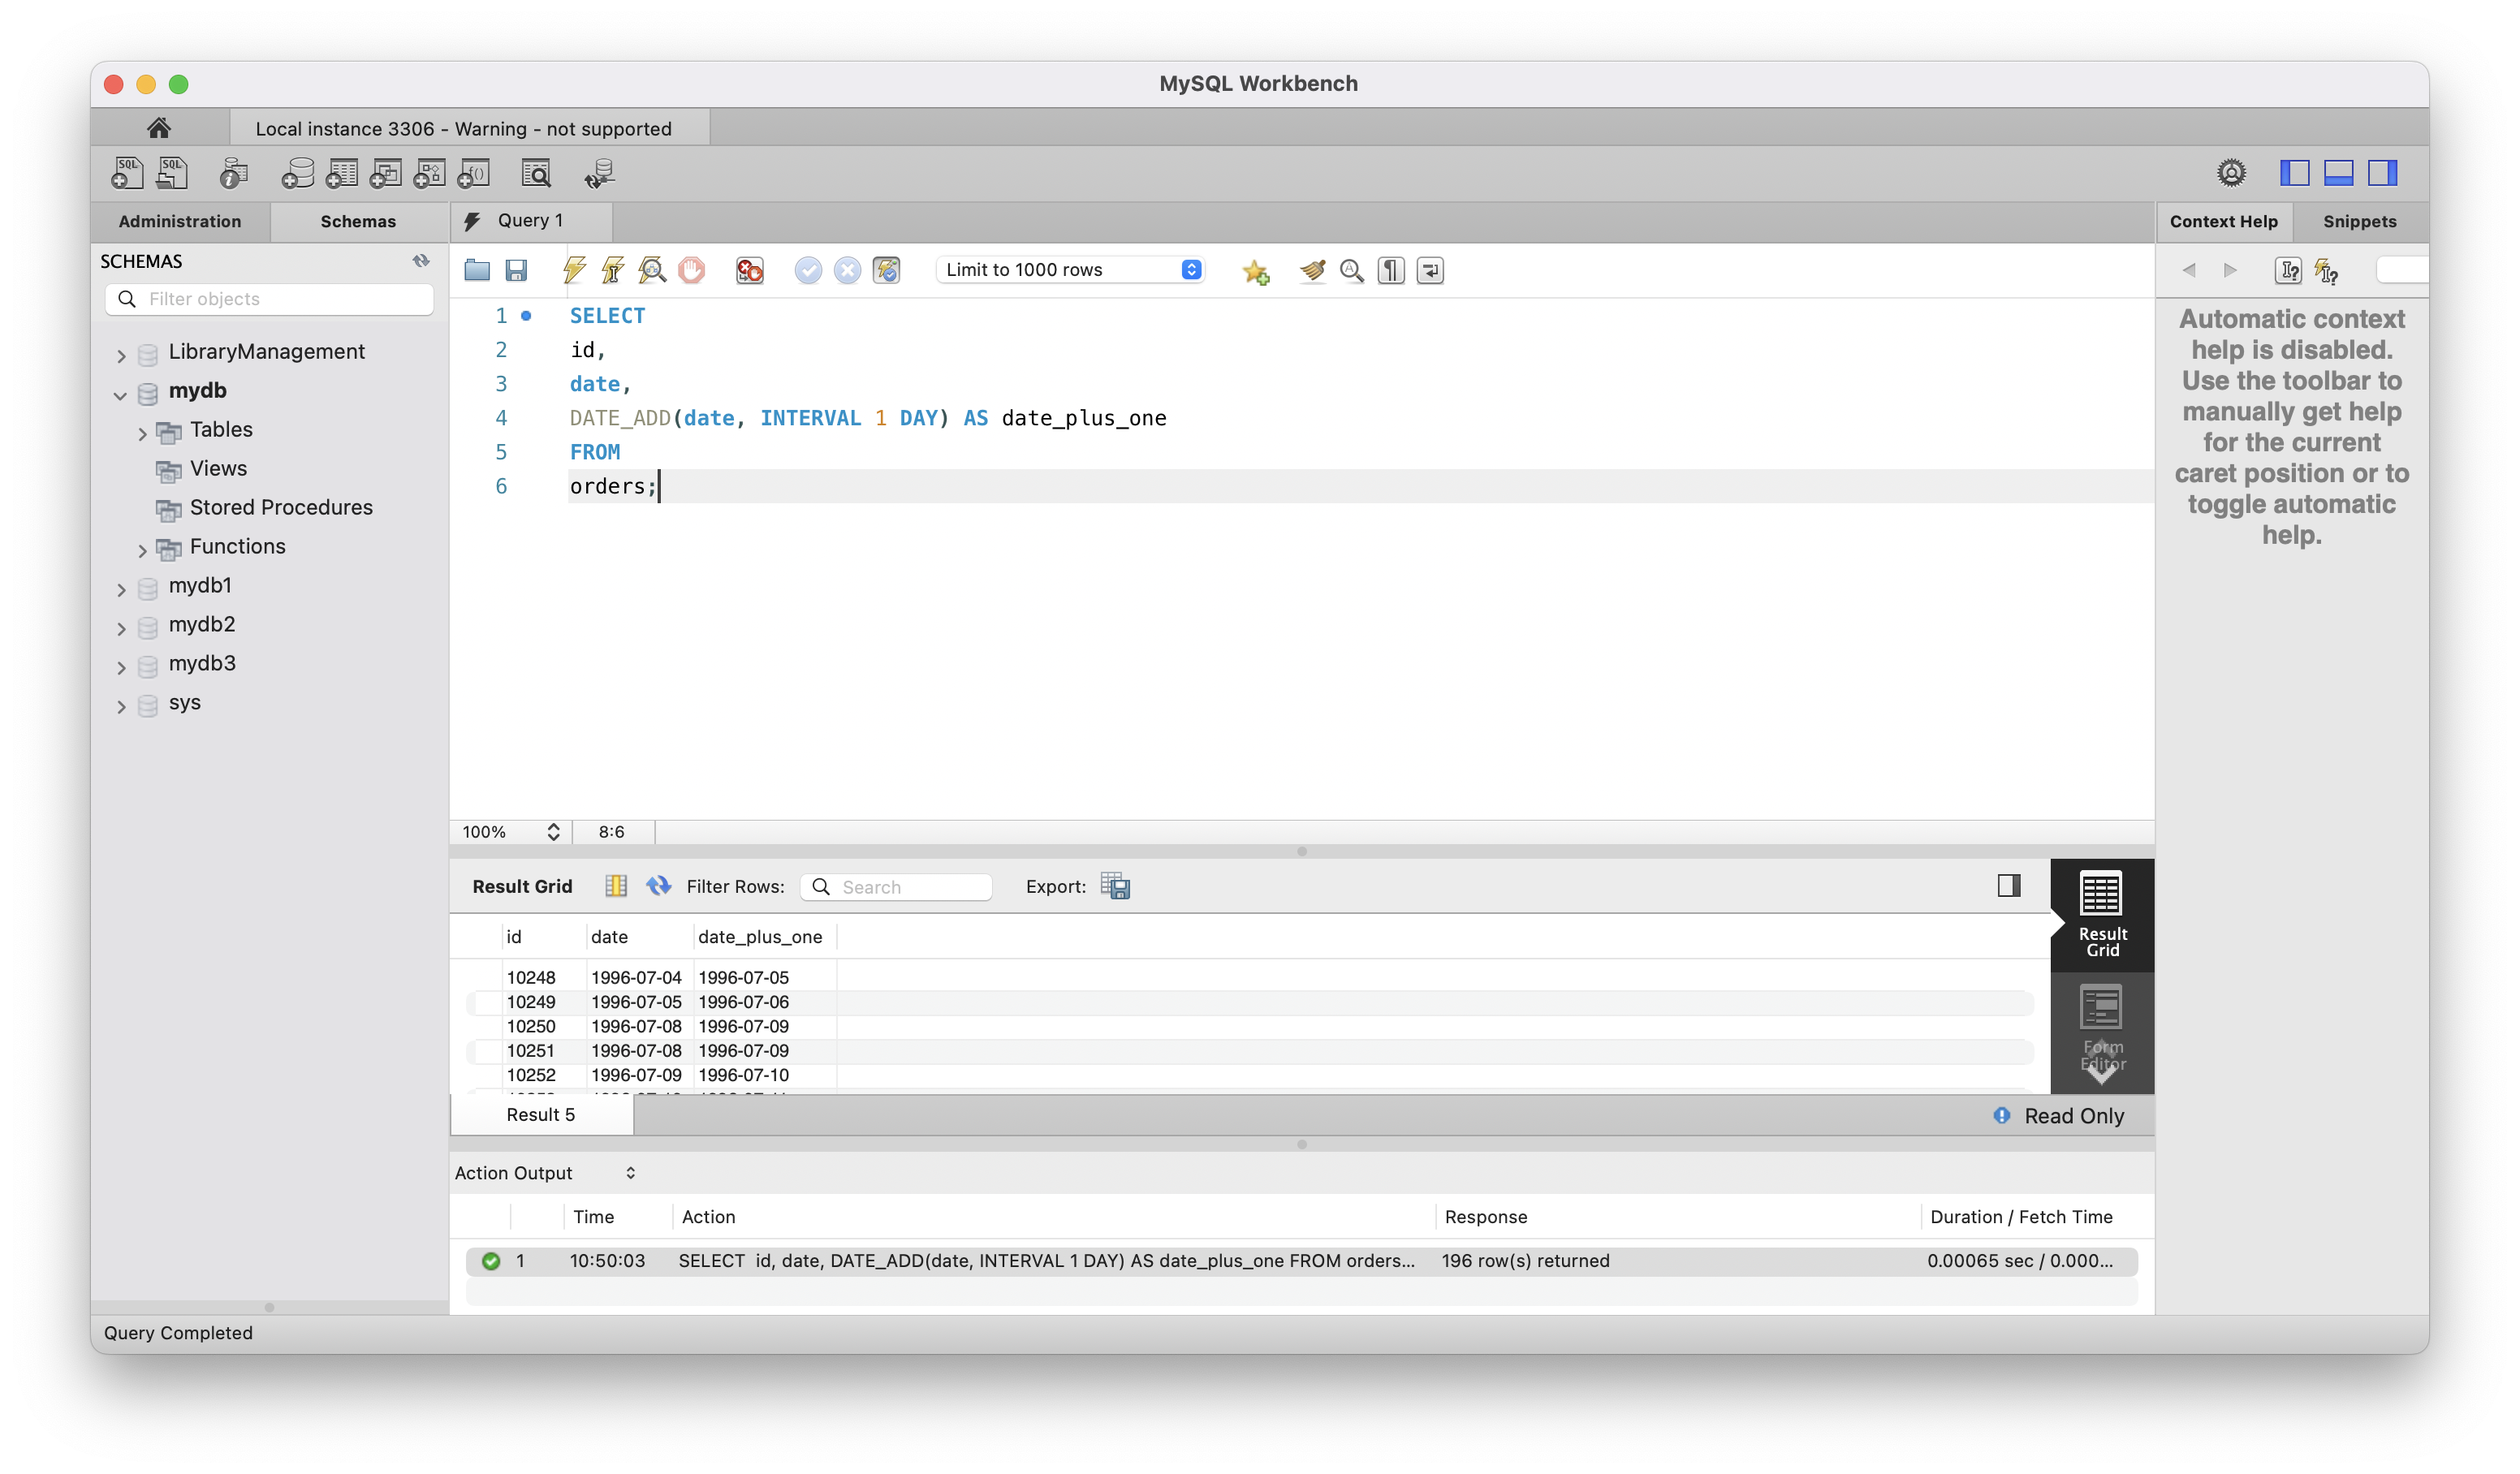 MySQL Workbench
Local instance 3306 - Warning - not supported
SQL SQL
Administration Schemas
Query 1
Context Help Snippets
SCHEMAS
Filter objects
LibraryManagement
mydb
Tables
Views
Stored Procedures
Functions
mydb1
mydb2
mydb3
sys
Limit to 1000 rows
1 SELECT
2 id,
3 date,
4 DATE_ADD(date, INTERVAL 1 DAY) AS date_plus_one
5 FROM
6 orders;
Automatic context
help is disabled.
Use the toolbar to
manually get help
for the current
caret position or to
toggle automatic
help.
100% 8:6
Result Grid Filter Rows: Search Export:
id date date_plus_one
10248 1996-07-04 1996-07-05
10249 1996-07-05 1996-07-06
10250 1996-07-08 1996-07-09
10251 1996-07-08 1996-07-09
10252 1996-07-09 1996-07-10
Result
Grid
Form
Editor
Result 5
Read Only
Action Output
Time Action Response Duration / Fetch Time
1 10:50:03 SELECT id, date, DATE_ADD(date, INTERVAL 1 DAY) AS date_plus_one FROM orders... 196 row(s) returned 0.00065 sec / 0.000...
Query Completed